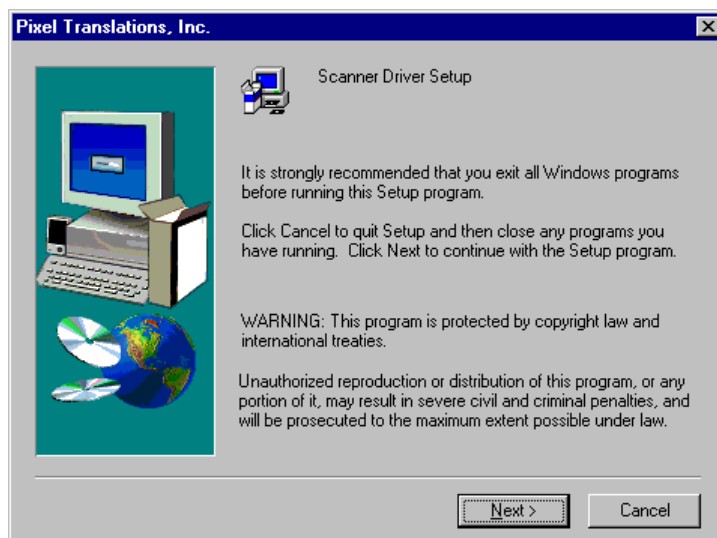 Pixel Translations, Inc.
Scanner Driver Setup
It is strongly recommended that you exit all Windows programs
before running this Setup program.
Click Cancel to quit Setup and then close any programs you
have running. Click Next to continue with the Setup program.
WARNING: This program is protected by copyright law and
international treaties.
Unauthorized reproduction or distribution of this program, or any
portion of it, may result in severe civil and criminal penalties, and
will be prosecuted to the maximum extent possible under law.
Next >
Cancel